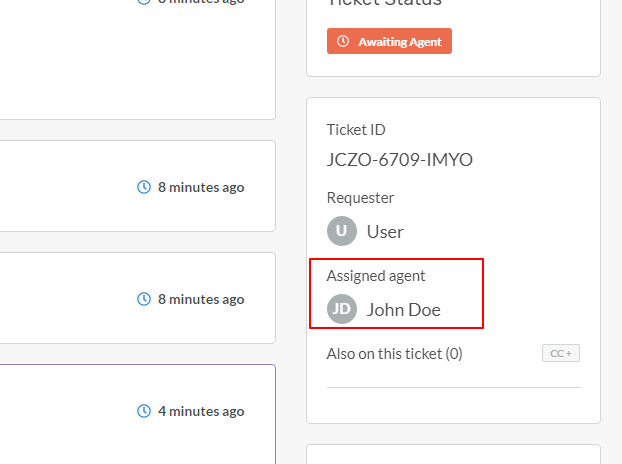 8 minutes ago
Ticket Status
Awaiting Agent
Ticket ID
JCZO-6709-IMYO
8 minutes ago
Requester
U User
Assigned agent
8 minutes ago
JD John Doe
Also on this ticket (0) CC +
4 minutes ago